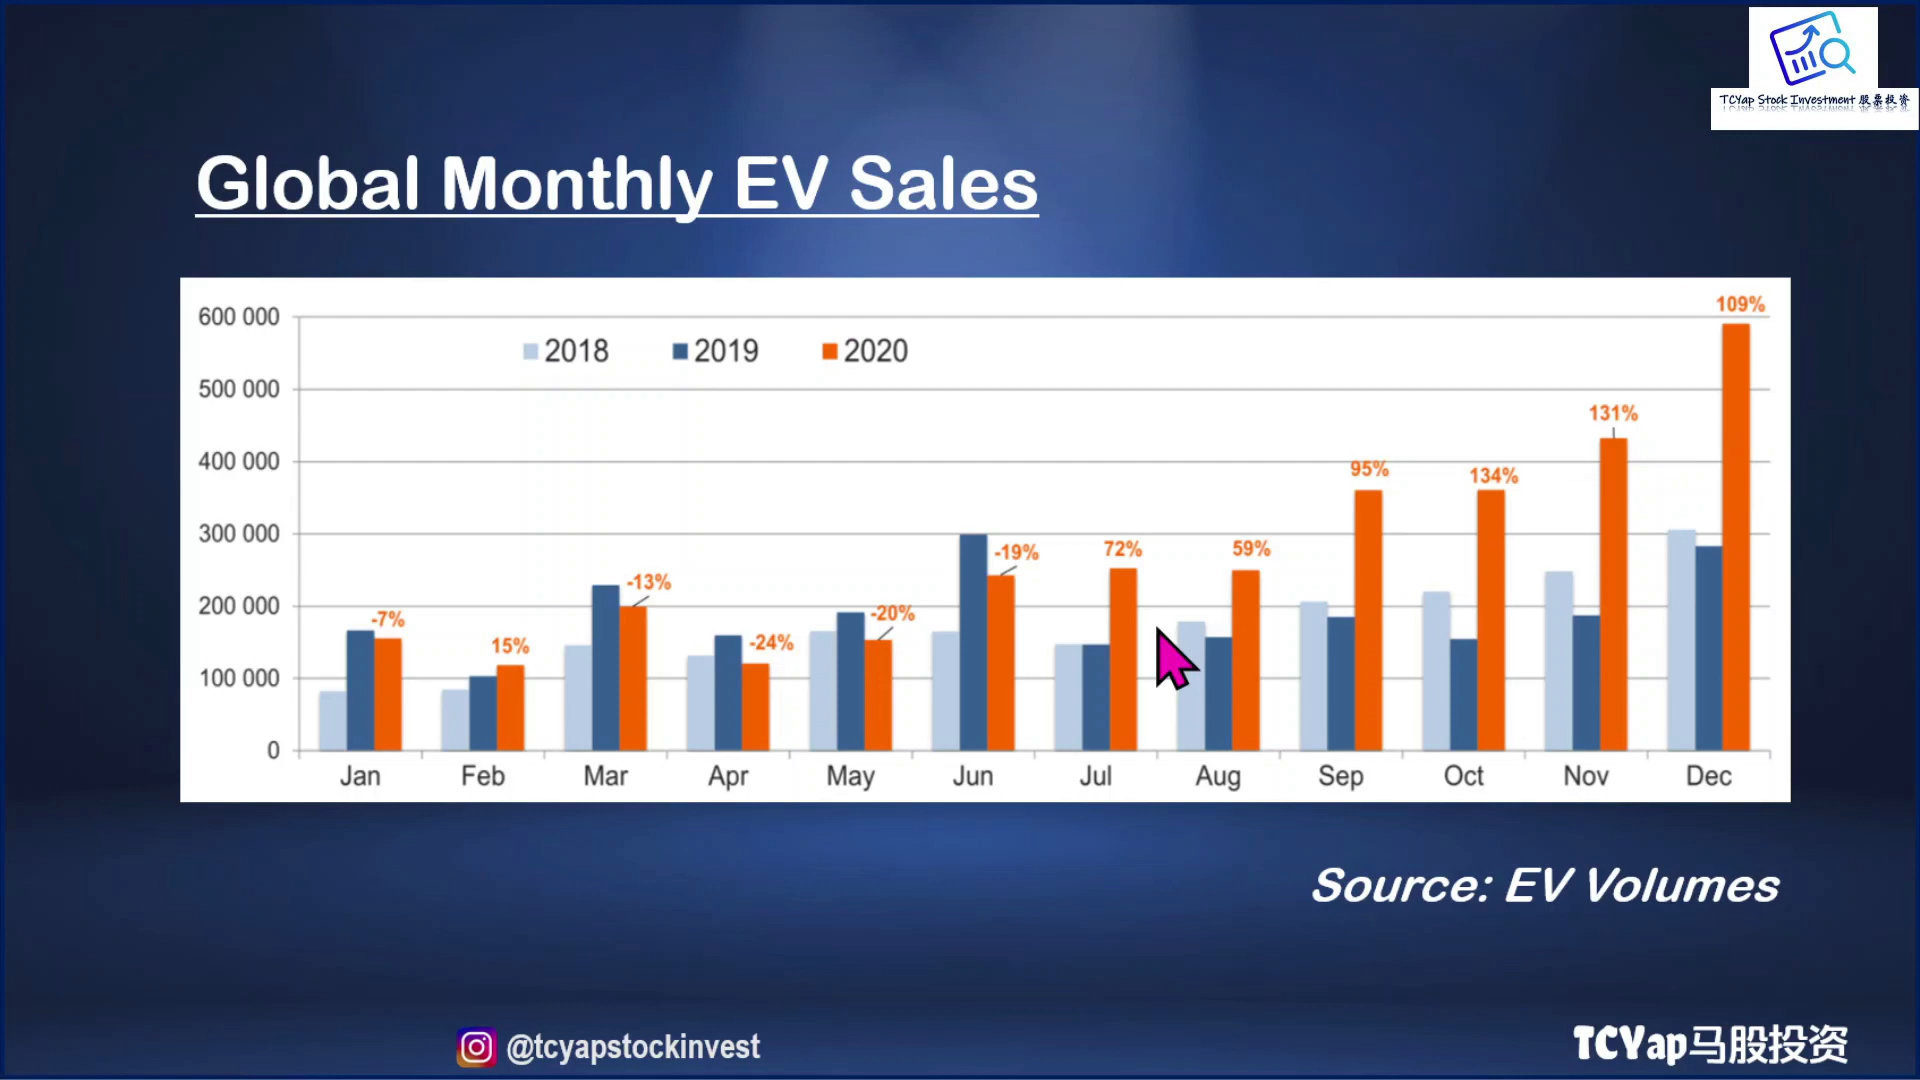 TCYap Stock Investment 股票投资
Global Monthly EV Sales
109%
600 000
2018 2019 2020
500 000
131%
400 000
95% 134%
300 000
-19% 72% 59%
-13%
200 000
-7% -20%
15% -24%
100 000
0
Jan Feb Mar Apr May Jun Jul Aug Sep Oct Nov Dec
Source: EV Volumes
@tcyapstockinvest
TCYap马股投资